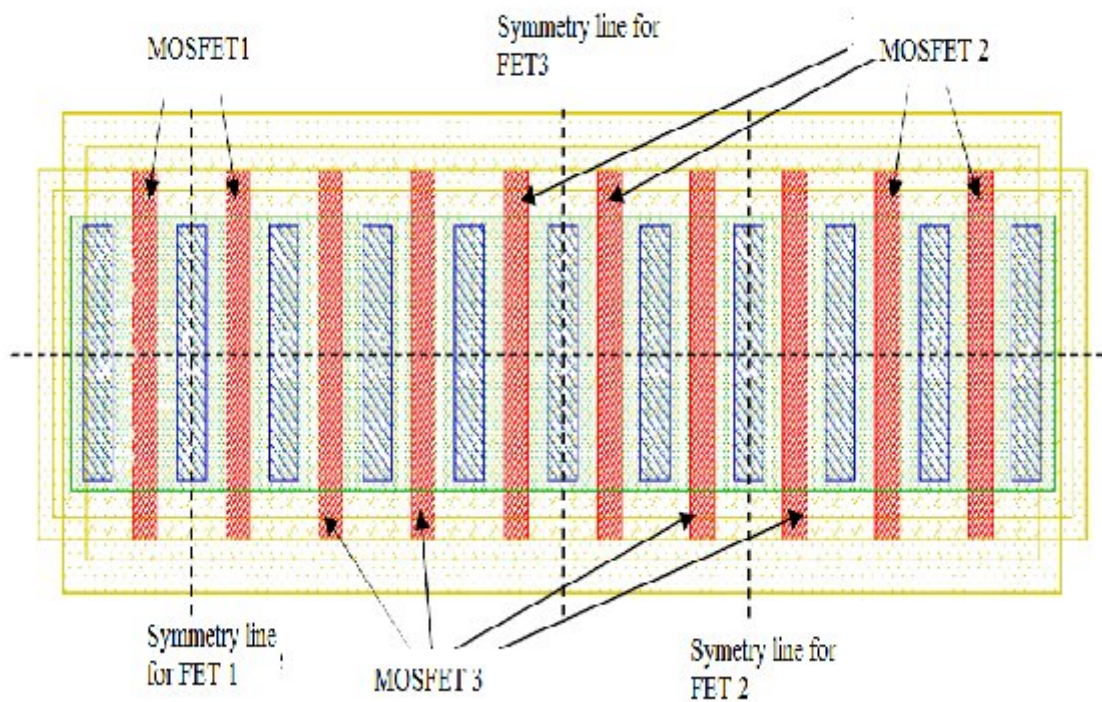 Symmetry line for
FET3
MOSFET1
MOSFET 2
Symmetry line
for FET 1
MOSFET 3
Symetry line for
FET 2